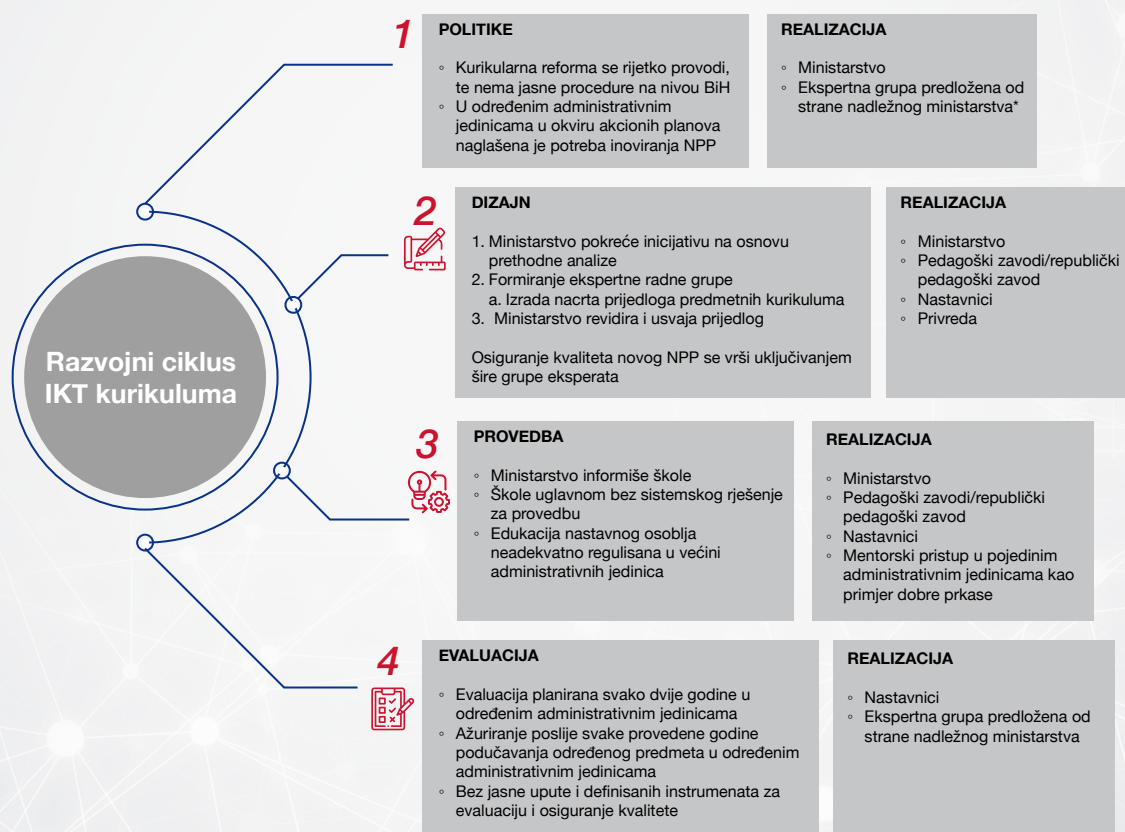 Razvojni ciklus
IKT kurikuluma
1
POLITIKE
◦ Kurikularna reforma se rijetko provodi,
te nema jasne procedure na nivou BiH
◦ U određenim administrativnim
jedinicama u okviru akcionih planova
naglašena je potreba inoviranja NPP
REALIZACIJA
◦ Ministarstvo
◦ Ekspertna grupa predložena od
strane nadležnog ministarstva*
2
DIZAJN
1. Ministarstvo pokreće inicijativu na osnovu
prethodne analize
2. Formiranje ekspertne radne grupe
a. Izrada nacrta prijedloga predmetnih kurikuluma
3. Ministarstvo revidira i usvaja prijedlog
Osiguranje kvaliteta novog NPP se vrši uključivanjem
šire grupe eksperata
REALIZACIJA
◦ Ministarstvo
◦ Pedagoški zavodi/republički
pedagoški zavod
◦ Nastavnici
◦ Privreda
3
PROVEDBA
◦ Ministarstvo informiše škole
◦ Škole uglavnom bez sistemskog rješenje
za provedbu
◦ Edukacija nastavnog osoblja
neadekvatno regulisana u većini
administrativnih jedinica
REALIZACIJA
◦ Ministarstvo
◦ Pedagoški zavodi/republički
pedagoški zavod
◦ Nastavnici
◦ Mentorski pristup u pojedinim
administrativnim jedinicama kao
primjer dobre prkase
4
EVALUACIJA
◦ Evaluacija planirana svako dvije godine u
određenim administrativnim jedinicama
◦ Ažuriranje poslije svake provedene godine
podučavanja određenog predmeta u određenim
administrativnim jedinicama
◦ Bez jasne upute i definisanih instrumenata za
evaluaciju i osiguranje kvalitete
REALIZACIJA
◦ Nastavnici
◦ Ekspertna grupa predložena od
strane nadležnog ministarstva